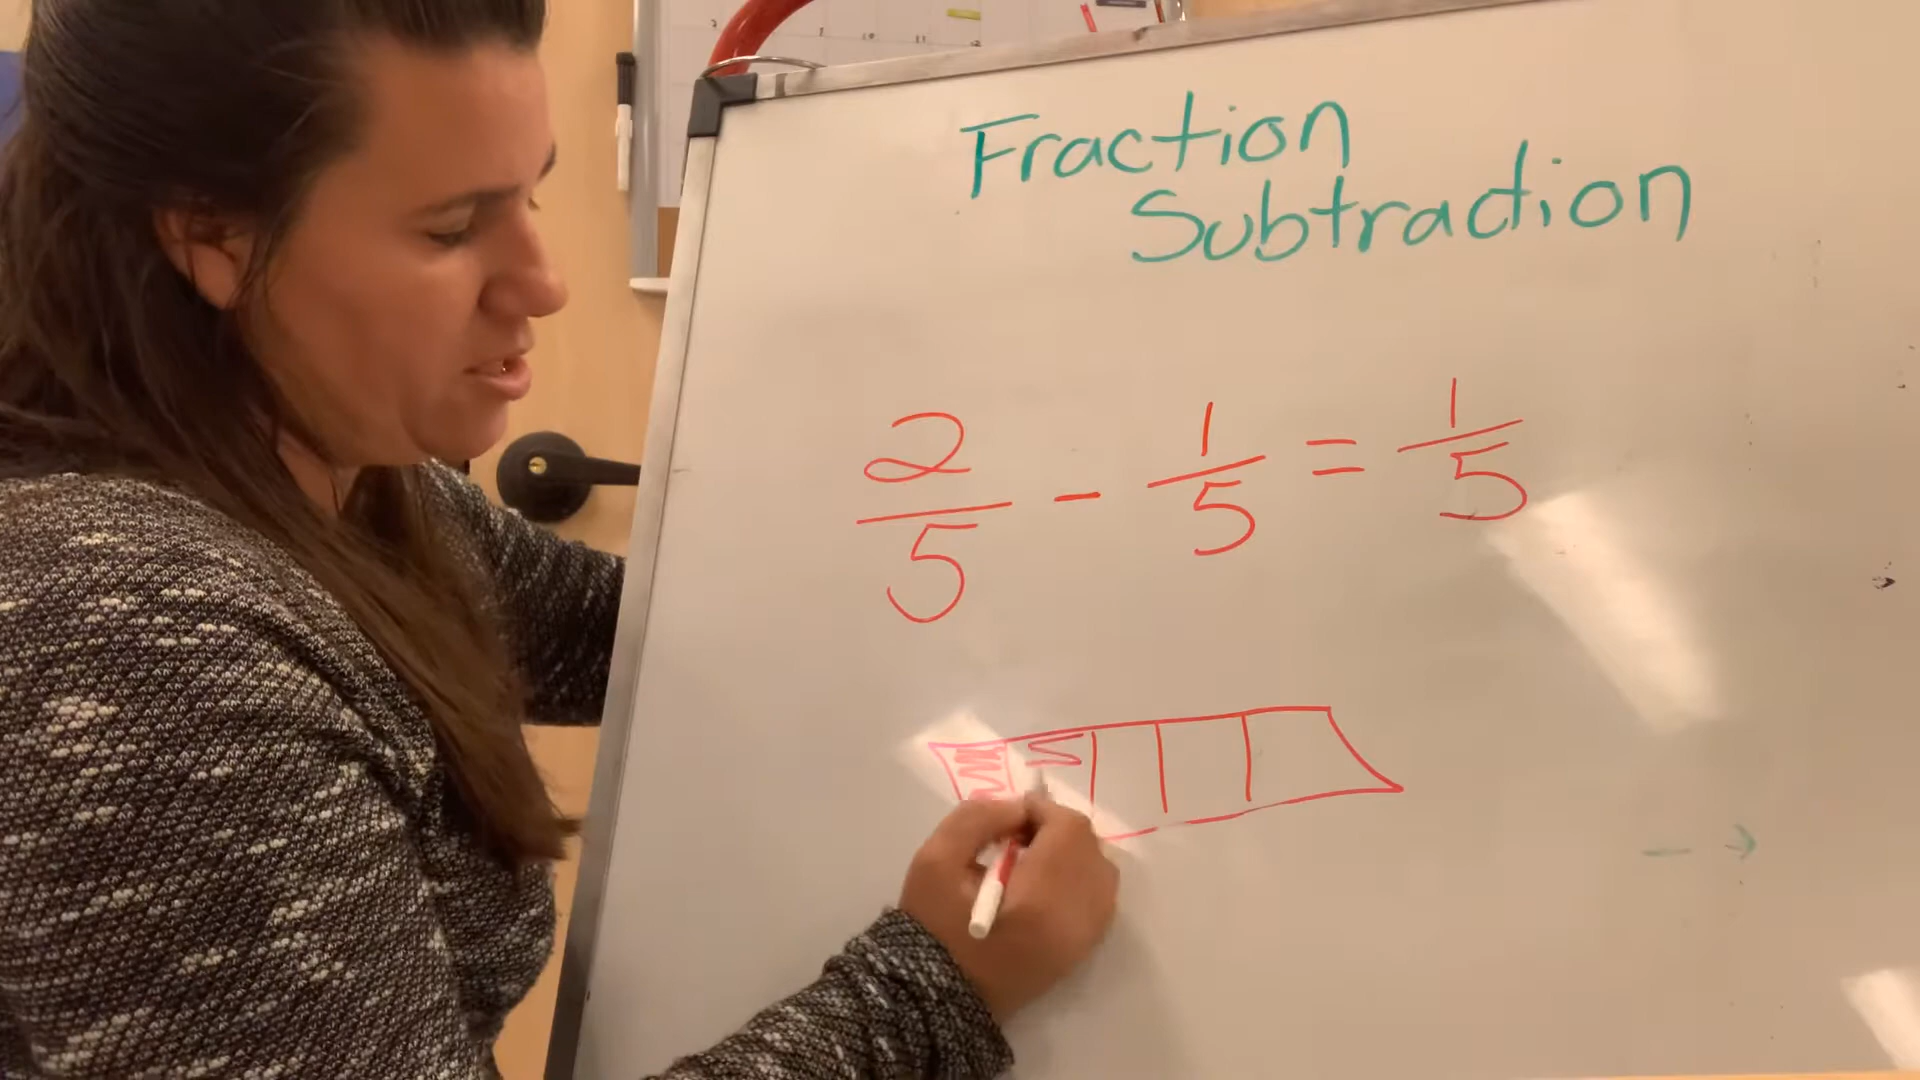 Fraction
Subtraction
2/5 - 1/5 = 1/5